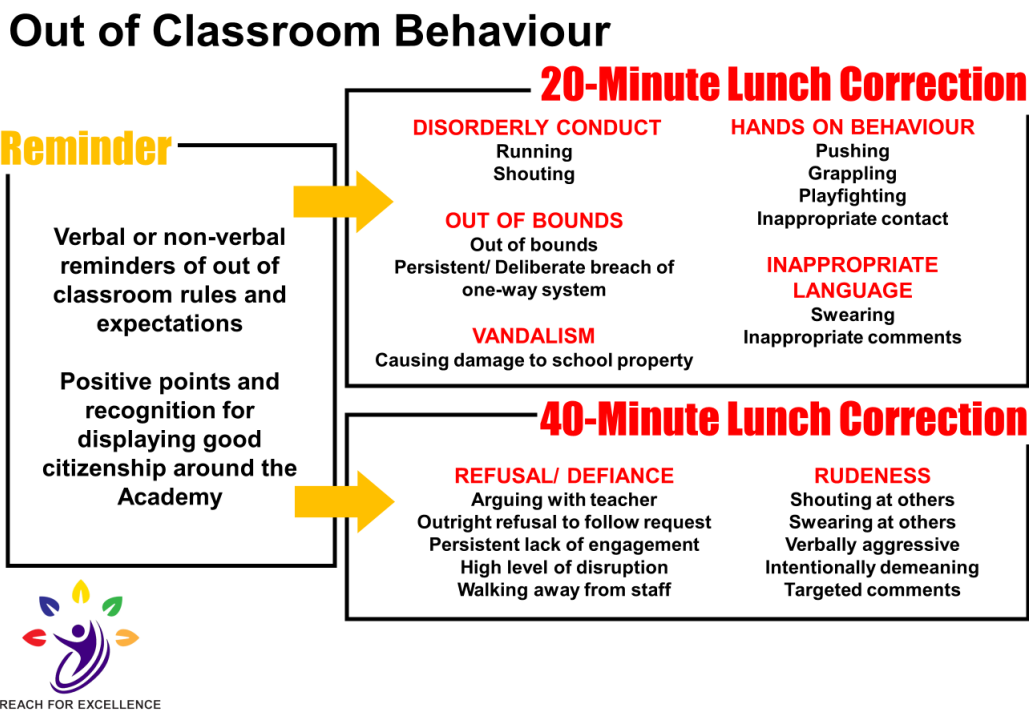 Out of Classroom Behaviour
Reminder
Verbal or non-verbal
reminders of out of
classroom rules and
expectations
Positive points and
recognition for
displaying good
citizenship around the
Academy
20-Minute Lunch Correction
DISORDERLY CONDUCT
Running
Shouting
OUT OF BOUNDS
Out of bounds
Persistent/ Deliberate breach of
one-way system
VANDALISM
Causing damage to school property
HANDS ON BEHAVIOUR
Pushing
Grappling
Playfighting
Inappropriate contact
INAPPROPRIATE
LANGUAGE
Swearing
Inappropriate comments
40-Minute Lunch Correction
REFUSAL/ DEFIANCE
Arguing with teacher
Outright refusal to follow request
Persistent lack of engagement
High level of disruption
Walking away from staff
RUDENESS
Shouting at others
Swearing at others
Verbally aggressive
Intentionally demeaning
Targeted comments
REACH FOR EXCELLENCE